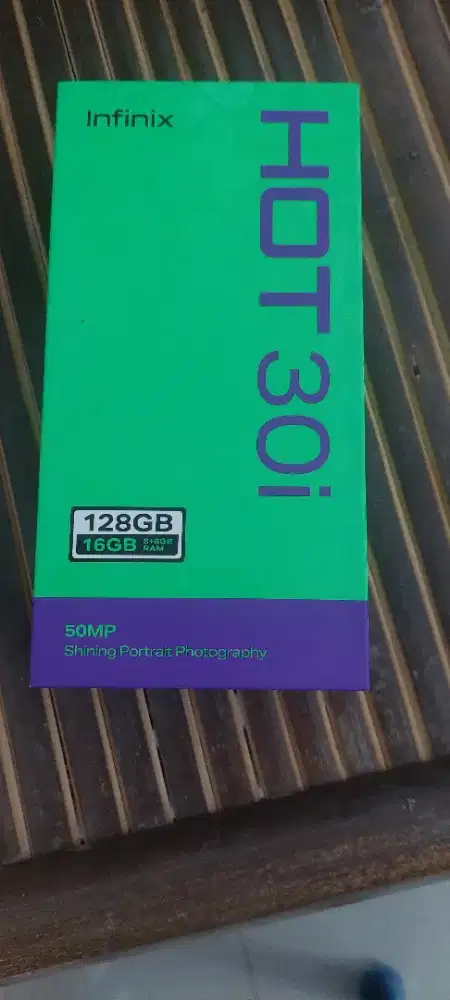 Infinix
HOT 30i
128GB
16GB 8+8GB
RAM
50MP
Shining Portrait Photography